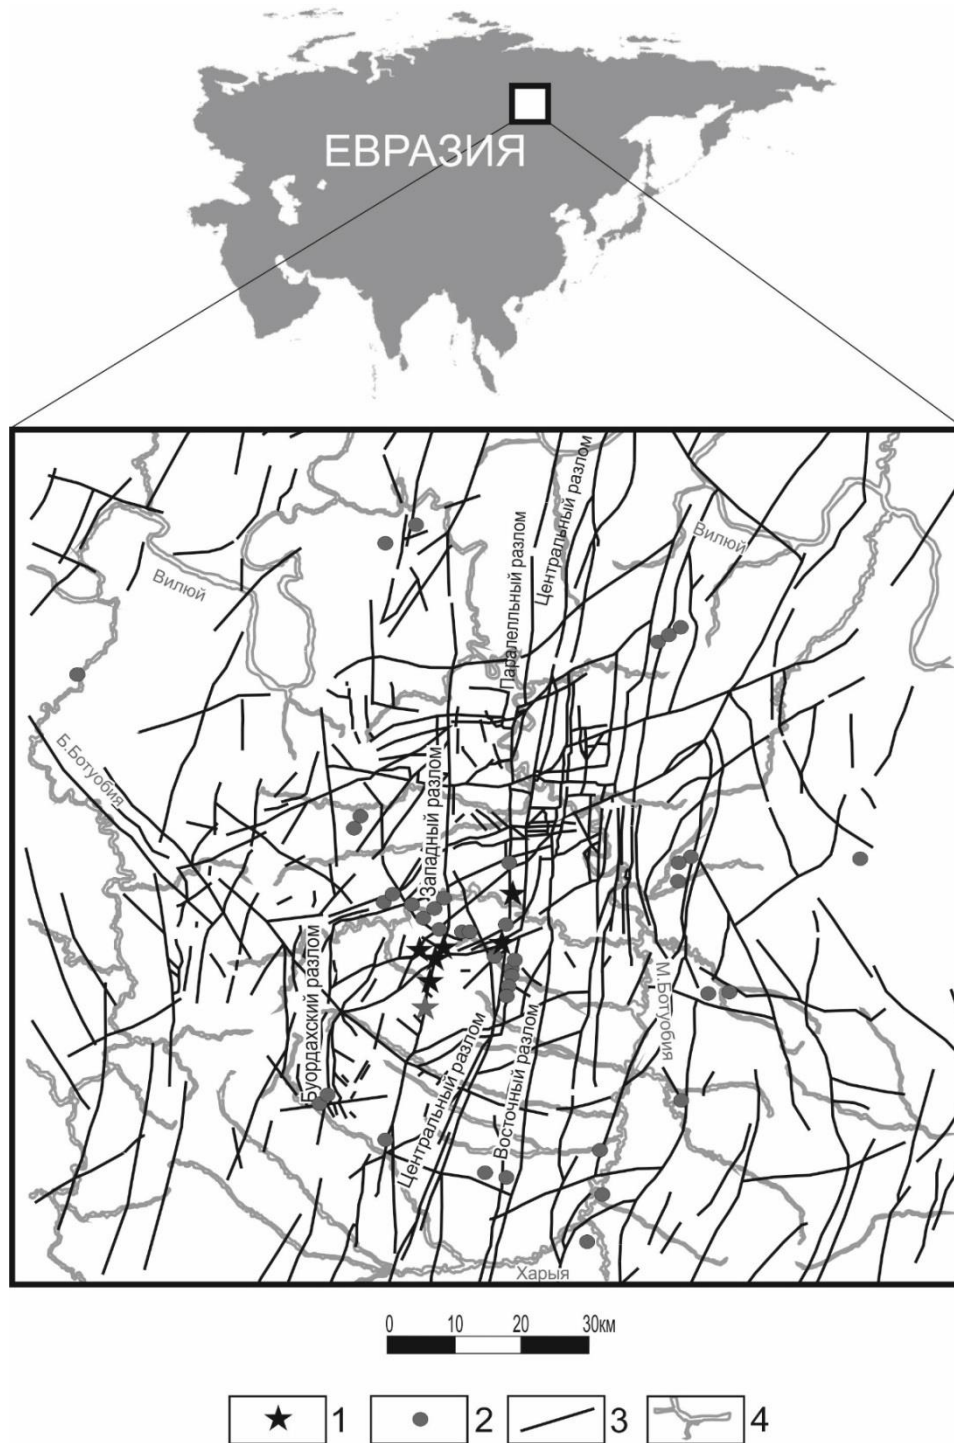 ЕВРАЗИЯ
Центральный разлом
Паралелльный разлом
Вилюй
Вилюй
Б.Ботуобия
Западный разлом
Буордахский разлом
М.Ботуобия
Центральный разлом
Восточный разлом
Харыя
0 10 20 30км
1 2 3 4